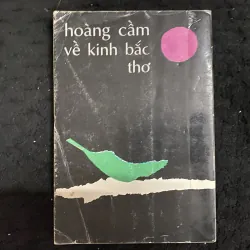 hoàng cầm
về kinh bắc
thơ